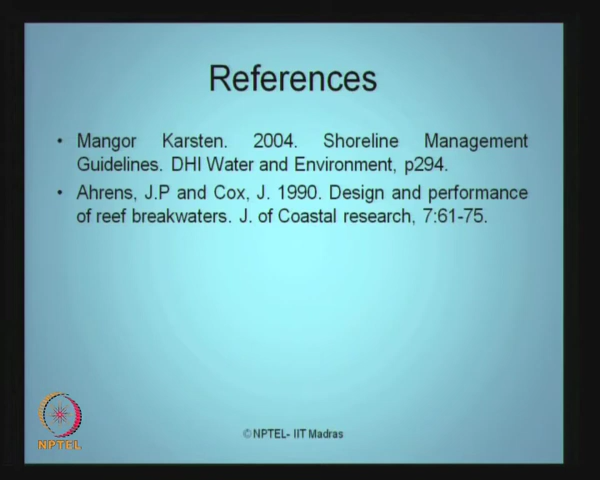 References
• Mangor Karsten. 2004. Shoreline Management
Guidelines. DHI Water and Environment, p294.
• Ahrens, J.P and Cox, J. 1990. Design and performance
of reef breakwaters. J. of Coastal research, 7:61-75.
NPTEL
© NPTEL- IIT Madras